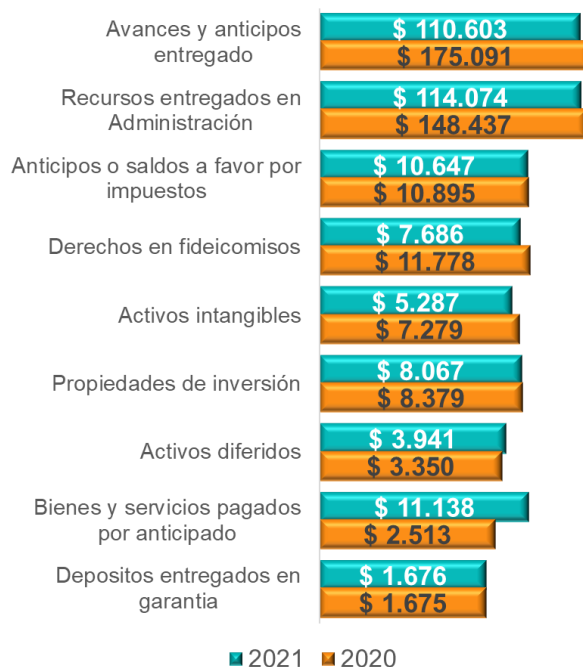 Avances y anticipos
entregado
$ 110.603
$ 175.091
Recursos entregados en
Administración
$ 114.074
$ 148.437
Anticipos o saldos a favor por
impuestos
$ 10.647
$ 10.895
Derechos en fideicomisos
$ 7.686
$ 11.778
Activos intangibles
$ 5.287
$ 7.279
Propiedades de inversión
$ 8.067
$ 8.379
Activos diferidos
$ 3.941
$ 3.350
Bienes y servicios pagados
por anticipado
$ 11.138
$ 2.513
Depositos entregados en
garantia
$ 1.676
$ 1.675
2021 2020